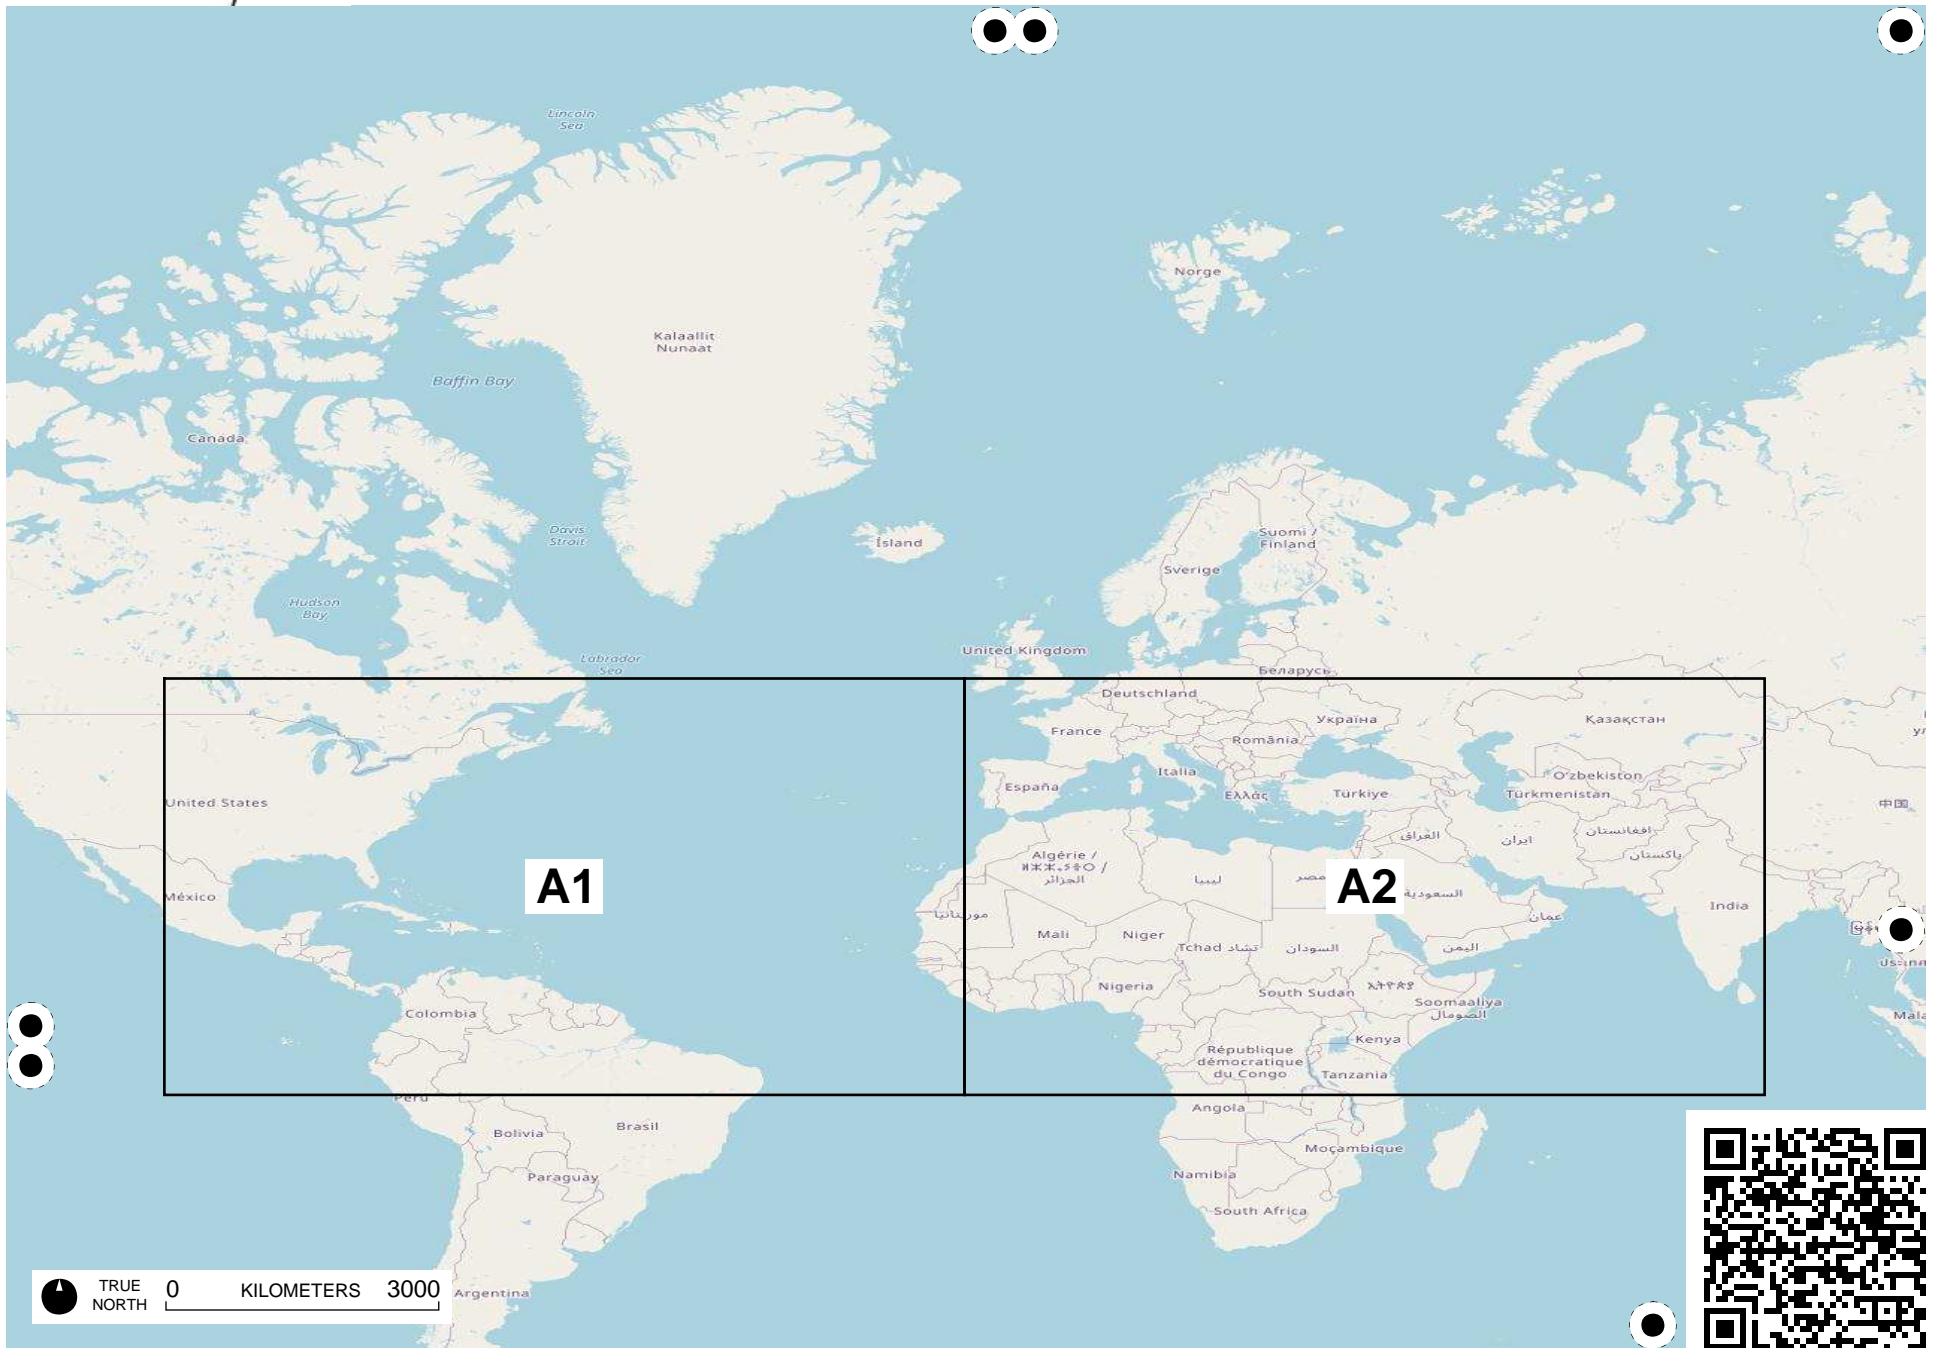 Lincoln
Sea
Norge
Kalaallit
Nunaat
Baffin Bay
Canada
Davis
Strait
Ísland
Suomi /
Finland
Sverige
Hudson
Bay
United Kingdom
Labrador
Sea
Беларусь
Deutschland
Україна
Қазақстан
France
România
Italia
O'zbekiston
España
Ελλάς
Türkiye
Türkmenistan
United States
中国
العراق
ایران
افغانستان
پاکستان
Algérie /
الجزائر
ليبيا
مصر
السعودية
A1
A2
México
India
موريتانيا
عمان
Mali
Niger
Tchad تشاد
السودان
اليمن
Nigeria
South Sudan
ኢትዮጵያ
Soomaaliya
الصومال
Colombia
Kenya
République
démocratique
du Congo
Tanzania
Peru
Angola
Bolivia
Brasil
Moçambique
Paraguay
Namibia
South Africa
TRUE
NORTH
0 KILOMETERS 3000
Argentina